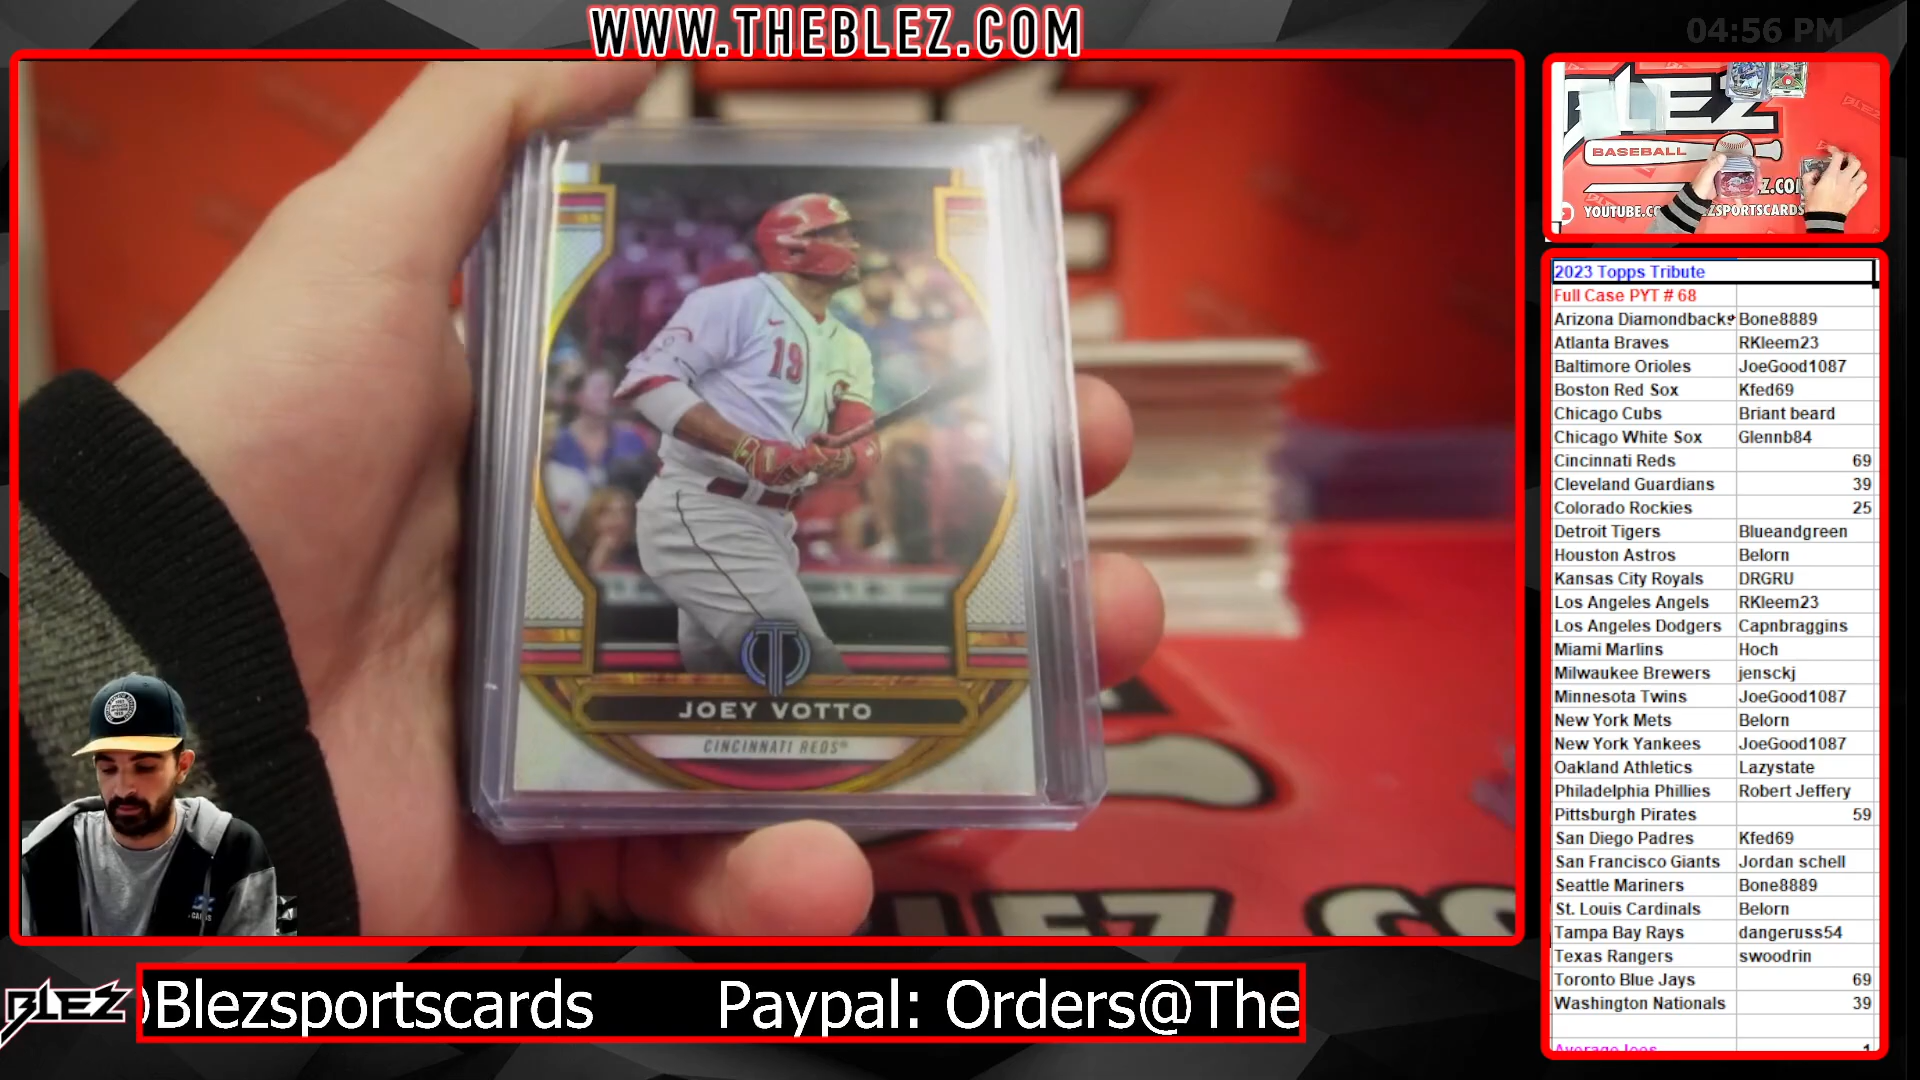 WWW.THEBLEZ.COM
04:56 PM
19
JOEY VOTTO
CINCINNATI REDS
BASEBALL
YOUTUBE.C
ZSPORTSCARDS
2023 Topps Tribute
Full Case PYT # 68
Arizona Diamondbacks Bone8889
Atlanta Braves RKleem23
Baltimore Orioles JoeGood1087
Boston Red Sox Kfed69
Chicago Cubs Briant beard
Chicago White Sox Glennb84
Cincinnati Reds 69
Cleveland Guardians 39
Colorado Rockies 25
Detroit Tigers Blueandgreen
Houston Astros Belorn
Kansas City Royals DRGRU
Los Angeles Angels RKleem23
Los Angeles Dodgers Capnbraggins
Miami Marlins Hoch
Milwaukee Brewers jensckj
Minnesota Twins JoeGood1087
New York Mets Belorn
New York Yankees JoeGood1087
Oakland Athletics Lazystate
Philadelphia Phillies Robert Jeffery
Pittsburgh Pirates 59
San Diego Padres Kfed69
San Francisco Giants Jordan schell
Seattle Mariners Bone8889
St. Louis Cardinals Belorn
Tampa Bay Rays dangeruss54
Texas Rangers swoodrin
Toronto Blue Jays 69
Washington Nationals 39
AverageJoes 1
BLEZ
Blezsportscards Paypal: Orders@The